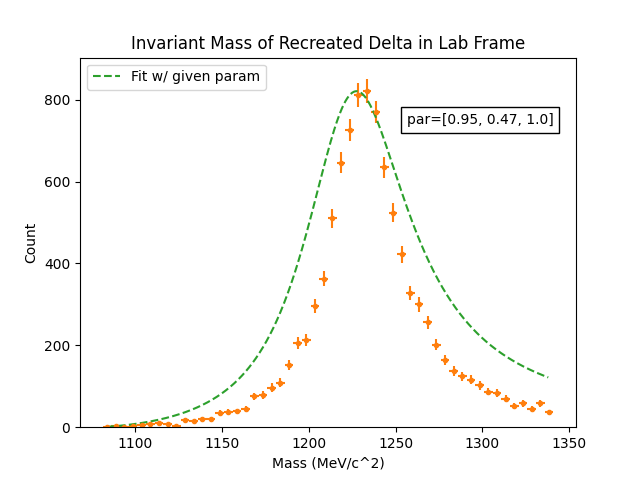 Invariant Mass of Recreated Delta in Lab Frame
Fit w/ given param
par=[0.95, 0.47, 1.0]
800
600
400
200
0
Count
1100 1150 1200 1250 1300 1350
Mass (MeV/c^2)